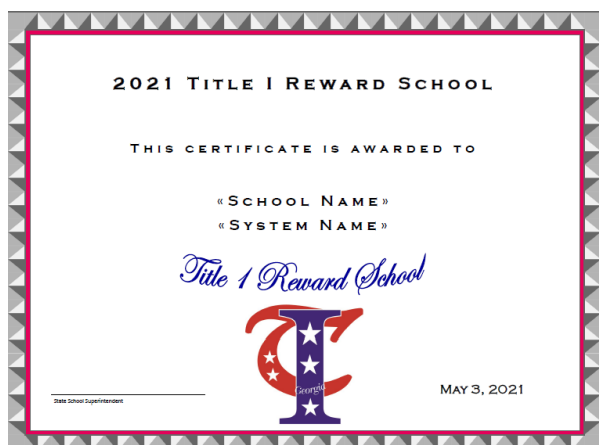 2021 Title I Reward School
This certificate is awarded to
«School Name»
«System Name»
Title 1 Reward School
Georgia
May 3, 2021
State School Superintendent